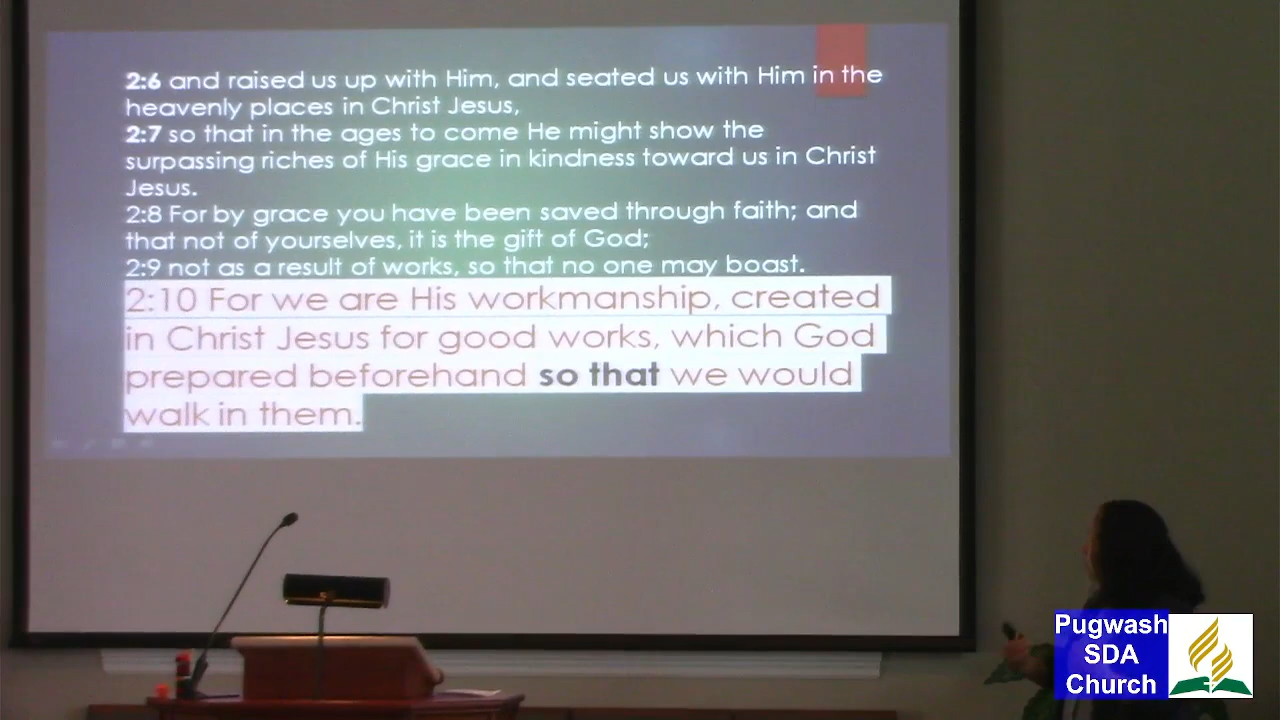 2:6 and raised us up with Him, and seated us with Him in the
heavenly places in Christ Jesus,
2:7 so that in the ages to come He might show the
surpassing riches of His grace in kindness toward us in Christ
Jesus.
2:8 For by grace you have been saved through faith; and
that not of yourselves, it is the gift of God;
2:9 not as a result of works, so that no one may boast.
2:10 For we are His workmanship, created
in Christ Jesus for good works, which God
prepared beforehand so that we would
walk in them.
Pugwash
SDA
Church